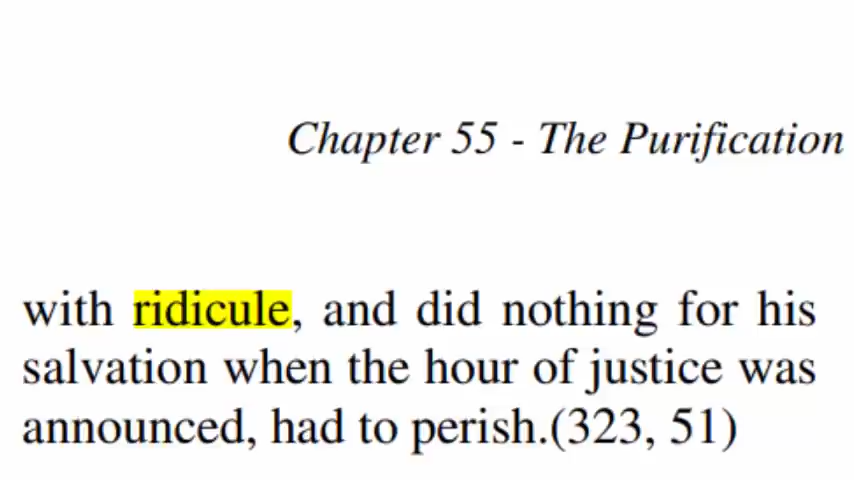 Chapter 55 - The Purification
with ridicule, and did nothing for his
salvation when the hour of justice was
announced, had to perish.(323, 51)